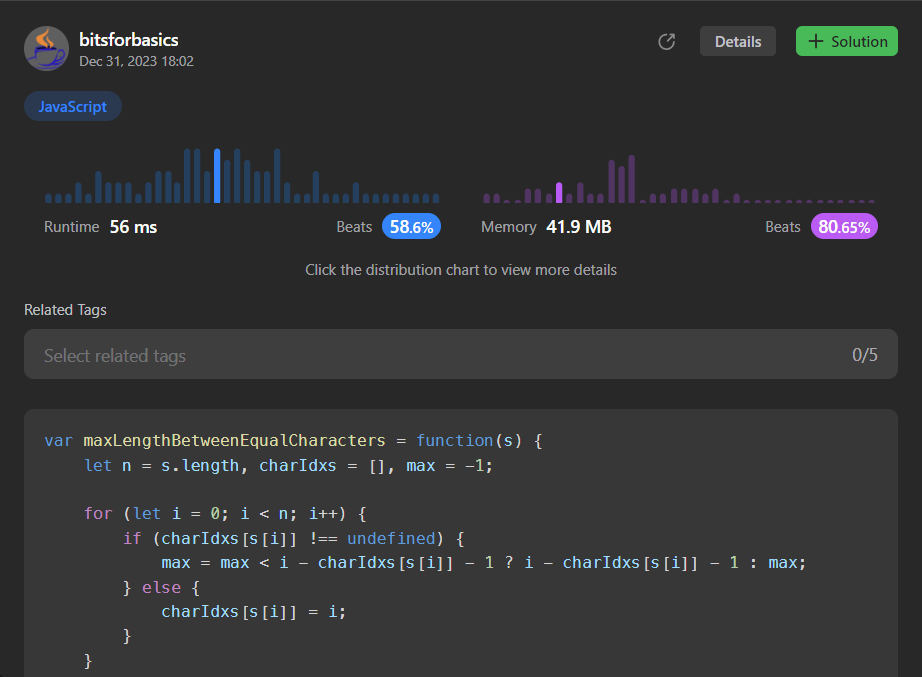 bitsforbasics
Dec 31, 2023 18:02
Details
+ Solution
JavaScript
Runtime 56 ms Beats 58.6%
Memory 41.9 MB Beats 80.65%
Click the distribution chart to view more details
Related Tags
Select related tags 0/5
var maxLengthBetweenEqualCharacters = function(s) {
    let n = s.length, charIdxs = [], max = -1;

    for (let i = 0; i < n; i++) {
        if (charIdxs[s[i]] !== undefined) {
            max = max < i - charIdxs[s[i]] - 1 ? i - charIdxs[s[i]] - 1 : max;
        } else {
            charIdxs[s[i]] = i;
        }
    }